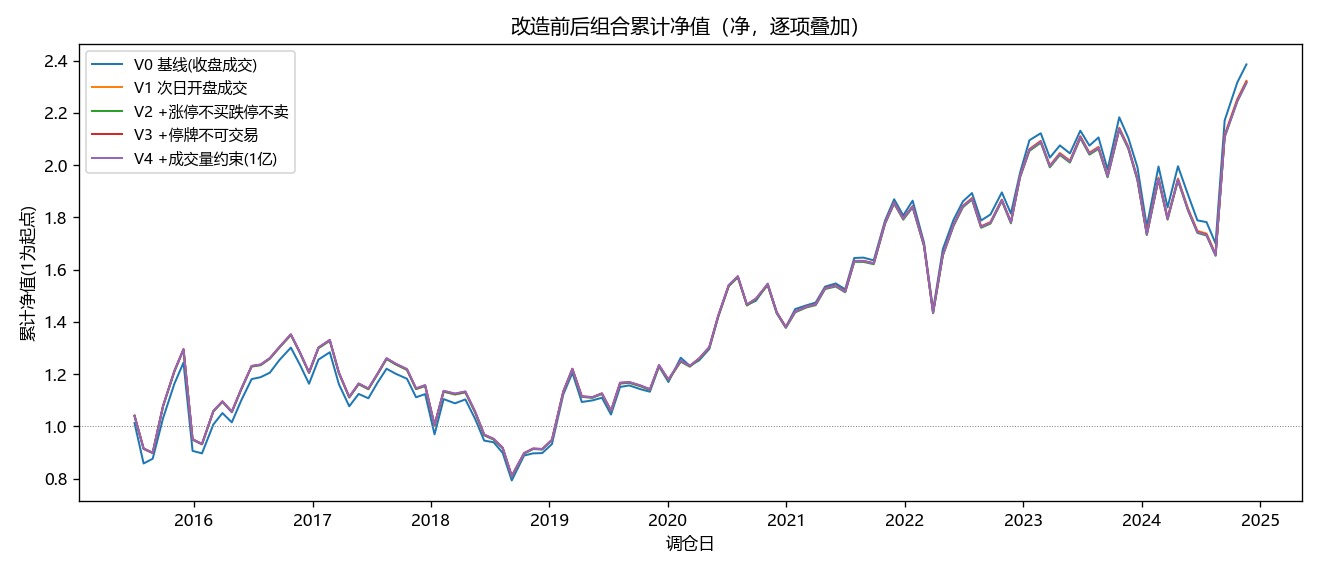 改造前后组合累计净值（净，逐项叠加）
V0 基线(收盘成交)
V1 次日开盘成交
V2 +涨停不买跌停不卖
V3 +停牌不可交易
V4 +成交量约束(1亿)
累计净值(1为起点)
2.4
2.2
2.0
1.8
1.6
1.4
1.2
1.0
0.8
2016
2017
2018
2019
2020
2021
2022
2023
2024
2025
调仓日